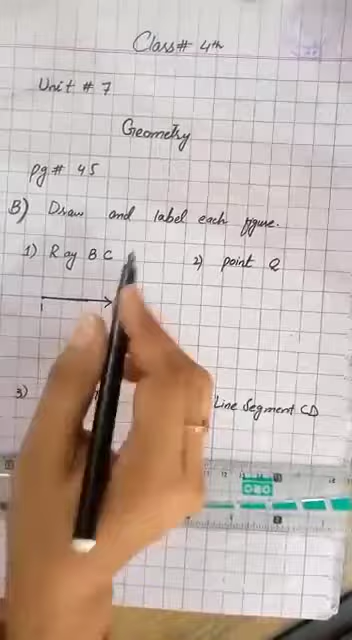 Class# 4th
Unit # 7
Geometry
pg# 45
B) Draw and label each figure.
1) Ray BC
2) point Q
3)
Line Segment CD